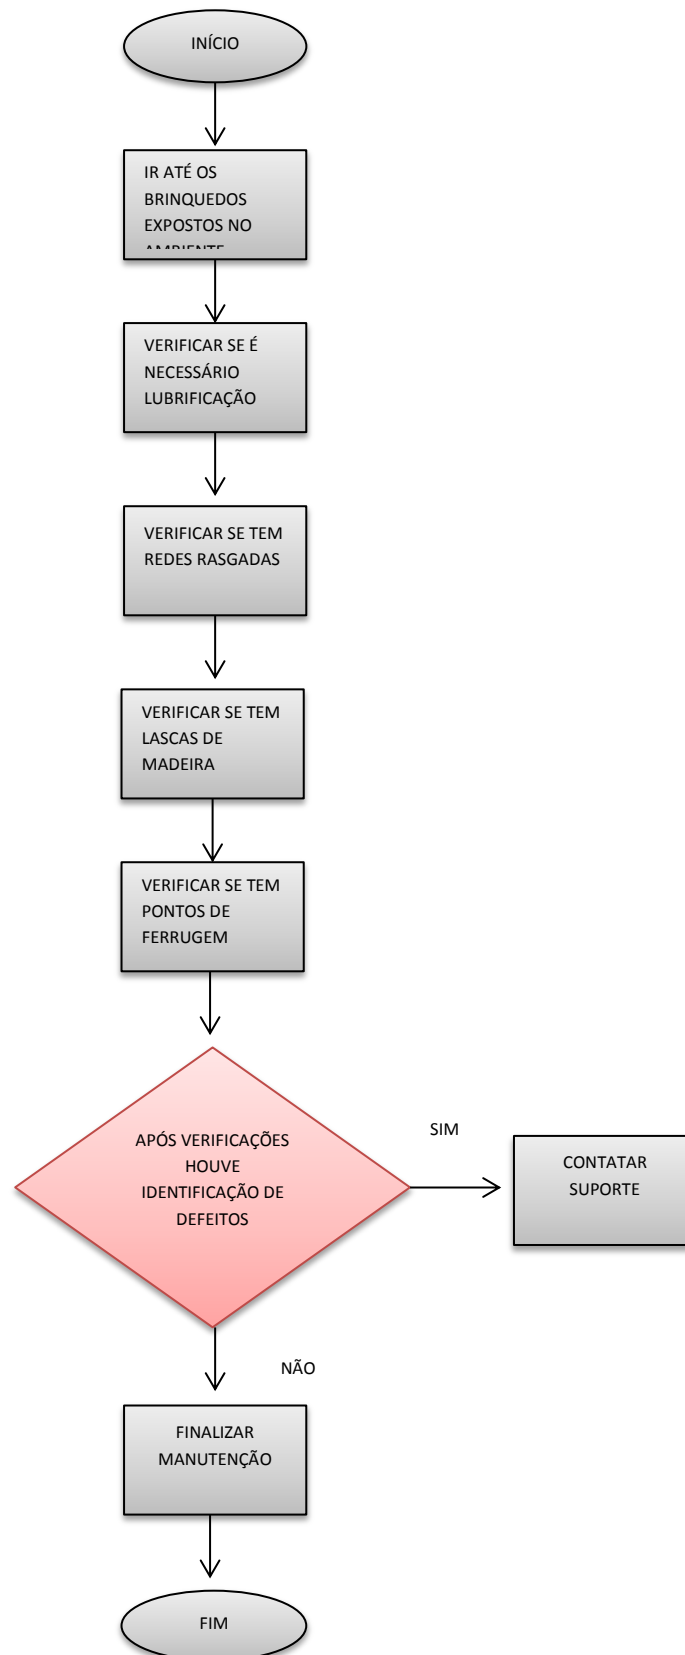 INÍCIO
IR ATÉ OS
BRINQUEDOS
EXPOSTOS NO
AMBIENTE
VERIFICAR SE É
NECESSÁRIO
LUBRIFICAÇÃO
VERIFICAR SE TEM
REDES RASGADAS
VERIFICAR SE TEM
LASCAS DE
MADEIRA
VERIFICAR SE TEM
PONTOS DE
FERRUGEM
APÓS VERIFICAÇÕES
HOUVE
IDENTIFICAÇÃO DE
DEFEITOS
SIM
CONTATAR
SUPORTE
NÃO
FINALIZAR
MANUTENÇÃO
FIM